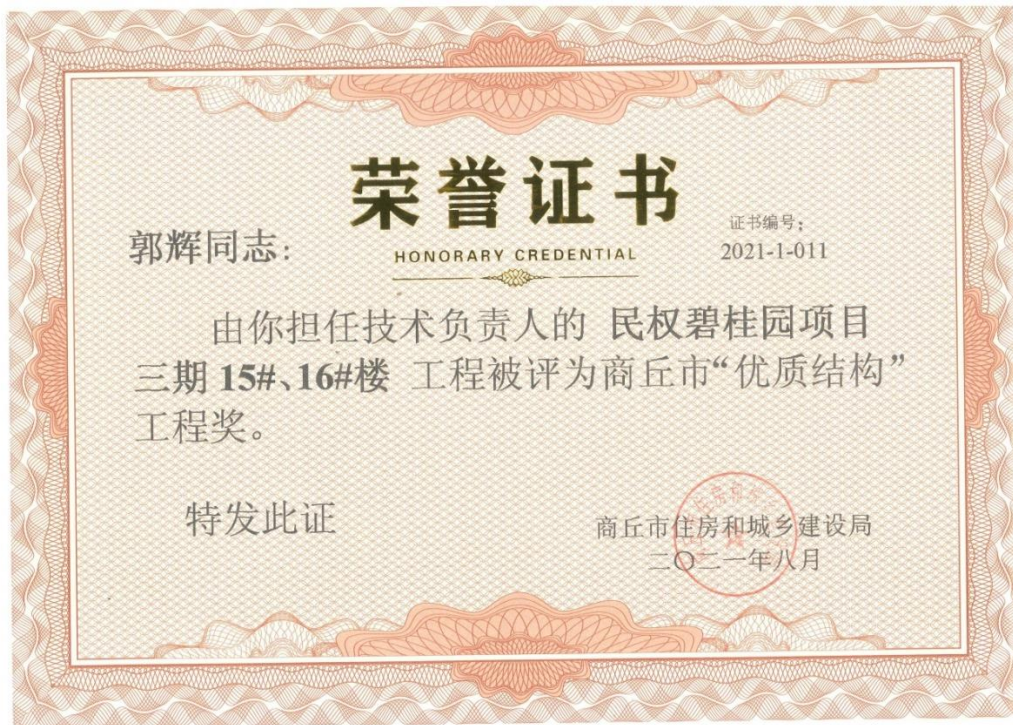 荣誉证书
HONORARY CREDENTIAL
证书编号:
2021-1-011
郭辉同志:
由你担任技术负责人的 民权碧桂园项目
三期 15#、16#楼 工程被评为商丘市“优质结构”
工程奖。
特发此证
商丘市住房和城乡建设局
二〇二一年八月